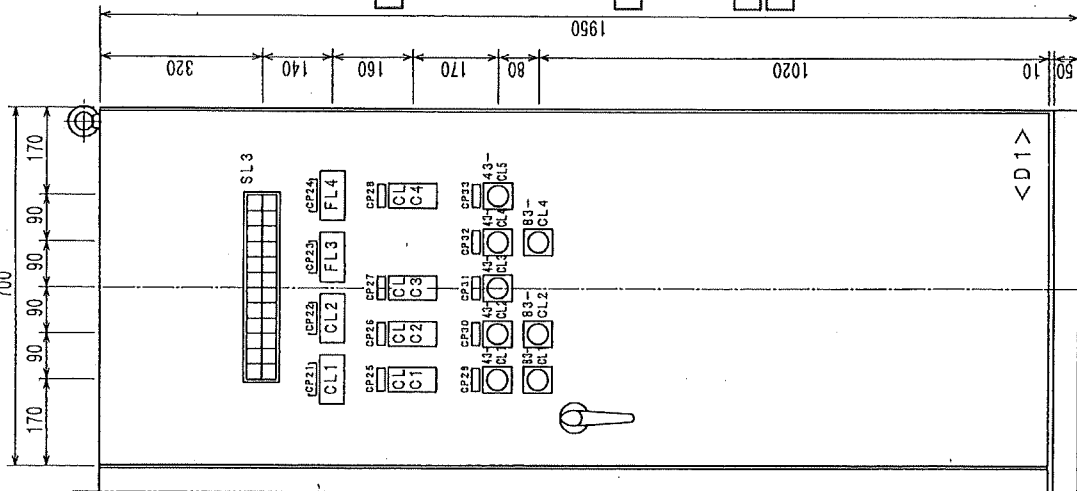 1950
320
140
160
170
80
1020
10
50
700
170
90
90
90
90
170
SL3
CP21 CP22 CP23 CP24
CL1 CL2 FL3 FL4
CP25 CP26 CP27 CP28
CL CL CL CL
C1 C2 C3 C4
CP29 CP30 CP31 CP32 CP33
43- 43- 43- 43- 43-
CL1 CL2 CL3 CL4 CL5
83- 83- 83-
CL1 CL2 CL4
<D1>